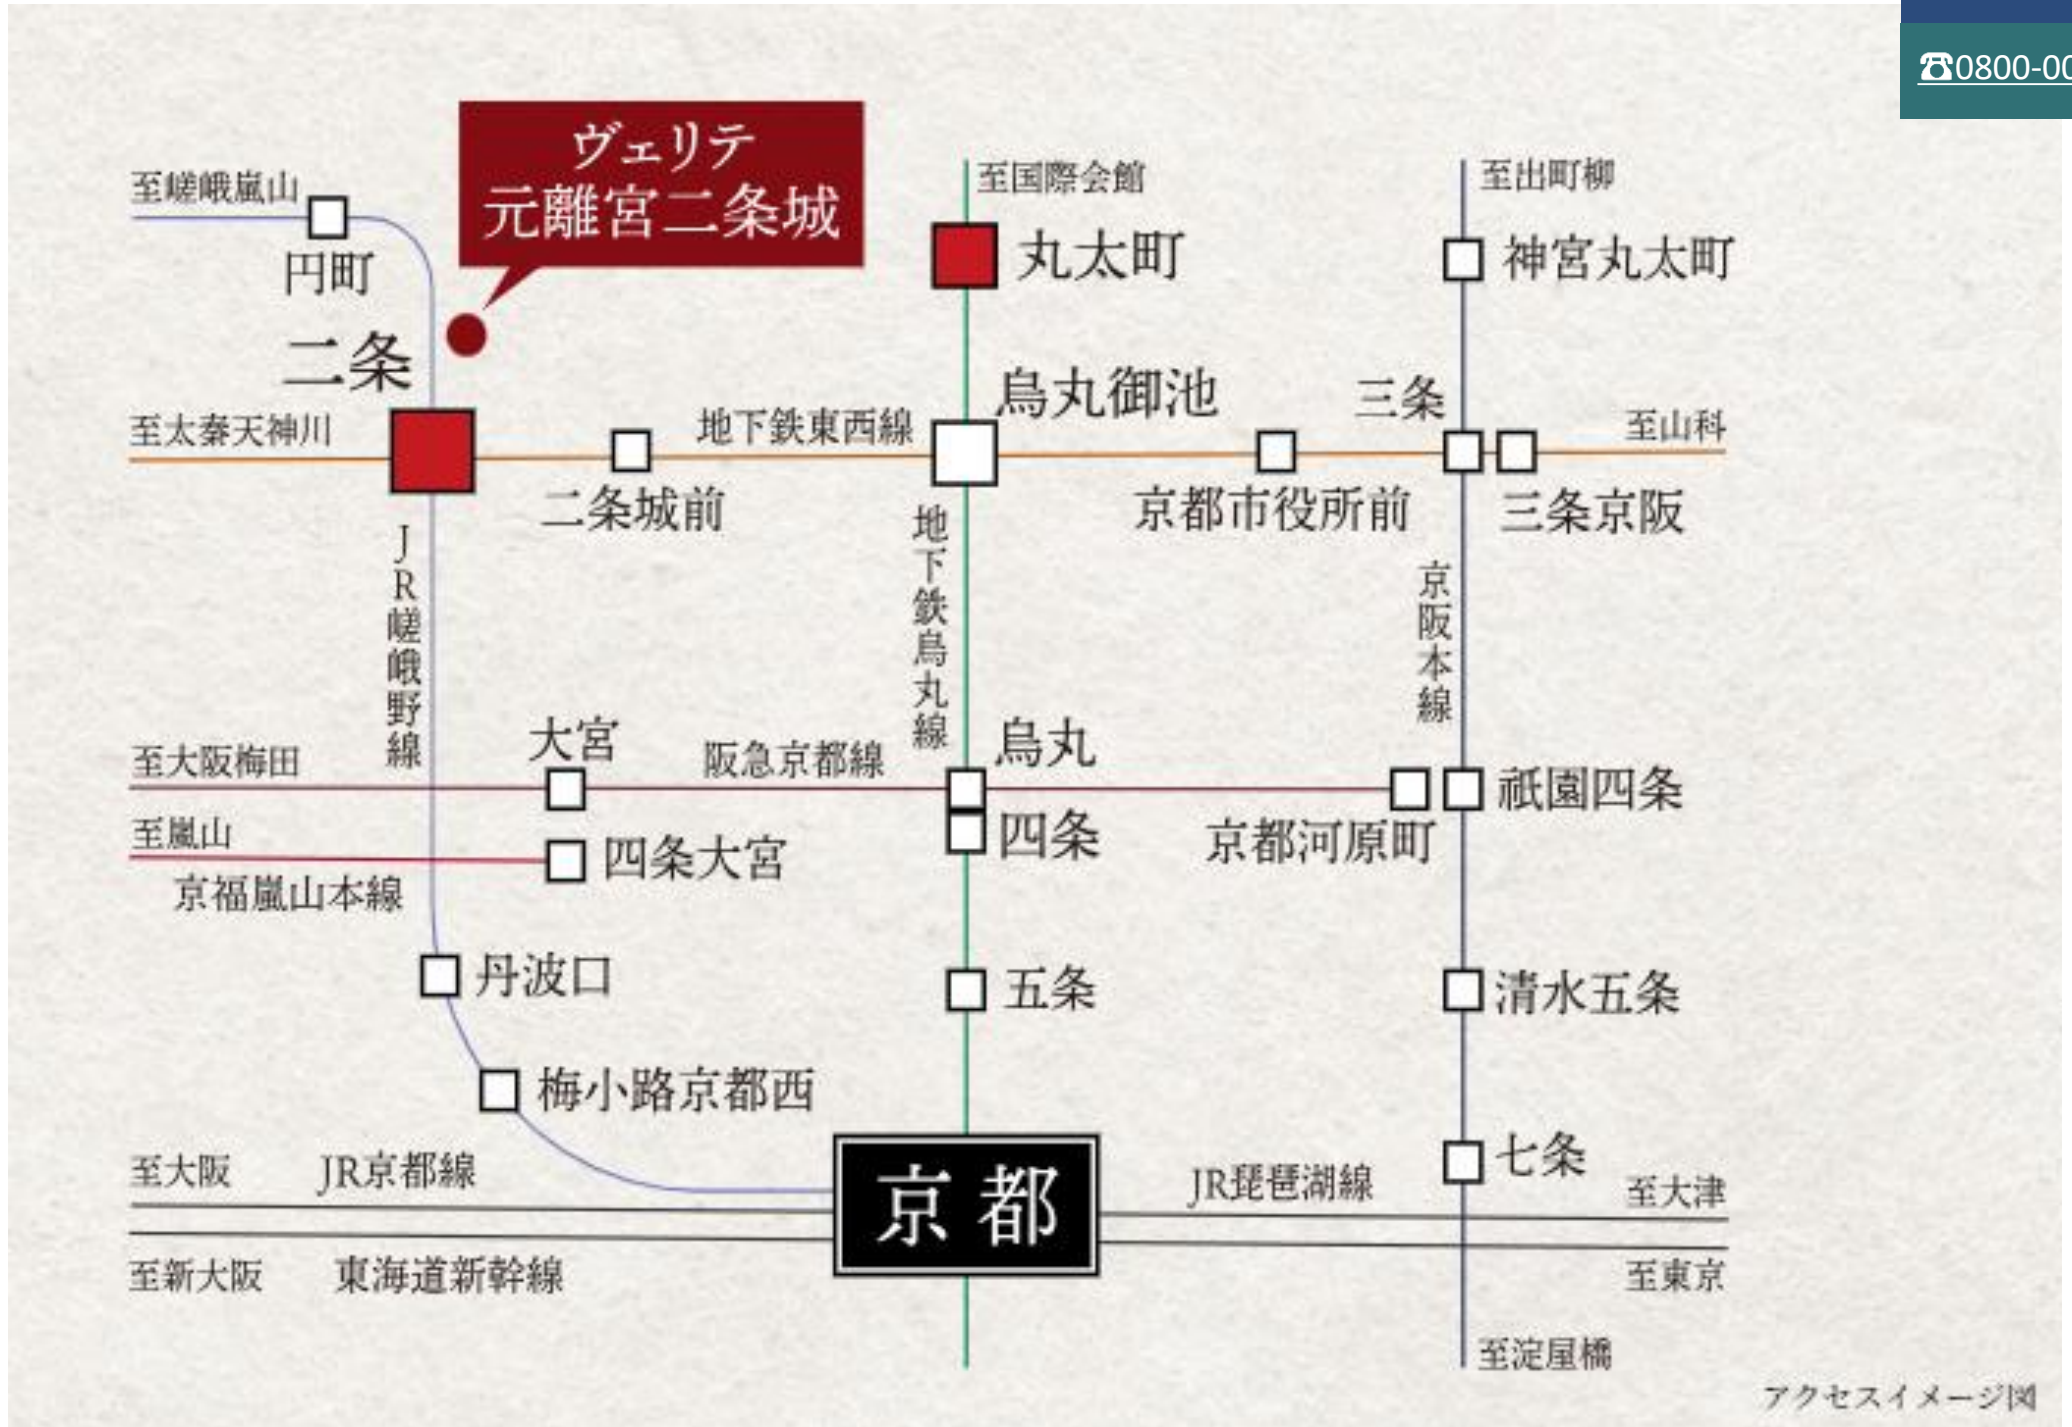 ☎0800-00
ヴェリテ
元離宮二条城
至嵯峨嵐山
円町
至国際会館
丸太町
至出町柳
神宮丸太町
二条
烏丸御池
三条
至太秦天神川
地下鉄東西線
至山科
二条城前
京都市役所前
三条京阪
JR嵯峨野線
地下鉄烏丸線
京阪本線
大宮
烏丸
至大阪梅田
阪急京都線
祇園四条
至嵐山
四条大宮
四条
京都河原町
京福嵐山本線
丹波口
五条
清水五条
梅小路京都西
七条
至大阪
JR京都線
京都
JR琵琶湖線
至大津
至新大阪
東海道新幹線
至東京
至淀屋橋
アクセスイメージ図